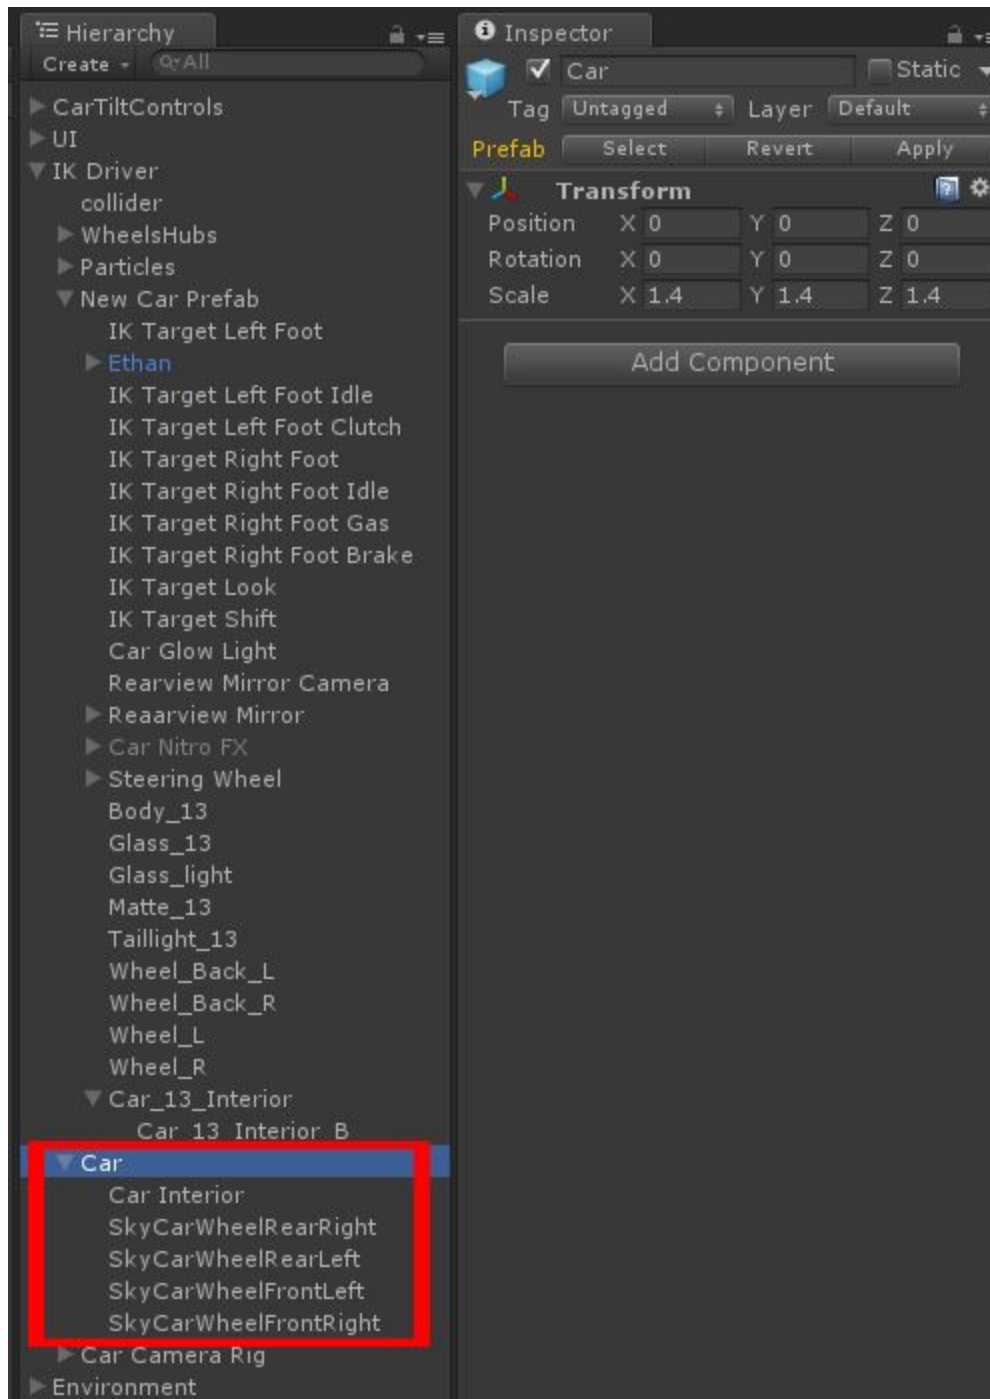 Hierarchy
Create All
CarTiltControls
UI
IK Driver
collider
WheelsHubs
Particles
New Car Prefab
IK Target Left Foot
Ethan
IK Target Left Foot Idle
IK Target Left Foot Clutch
IK Target Right Foot
IK Target Right Foot Idle
IK Target Right Foot Gas
IK Target Right Foot Brake
IK Target Look
IK Target Shift
Car Glow Light
Rearview Mirror Camera
Reaarview Mirror
Car Nitro FX
Steering Wheel
Body_13
Glass_13
Glass_light
Matte_13
Taillight_13
Wheel_Back_L
Wheel_Back_R
Wheel_L
Wheel_R
Car_13_Interior
Car_13_Interior_B
Car
Car Interior
SkyCarWheelRearRight
SkyCarWheelRearLeft
SkyCarWheelFrontLeft
SkyCarWheelFrontRight
Car Camera Rig
Environment
Inspector
Car Static
Tag Untagged Layer Default
Prefab Select Revert Apply
Transform
Position X 0 Y 0 Z 0
Rotation X 0 Y 0 Z 0
Scale X 1.4 Y 1.4 Z 1.4
Add Component